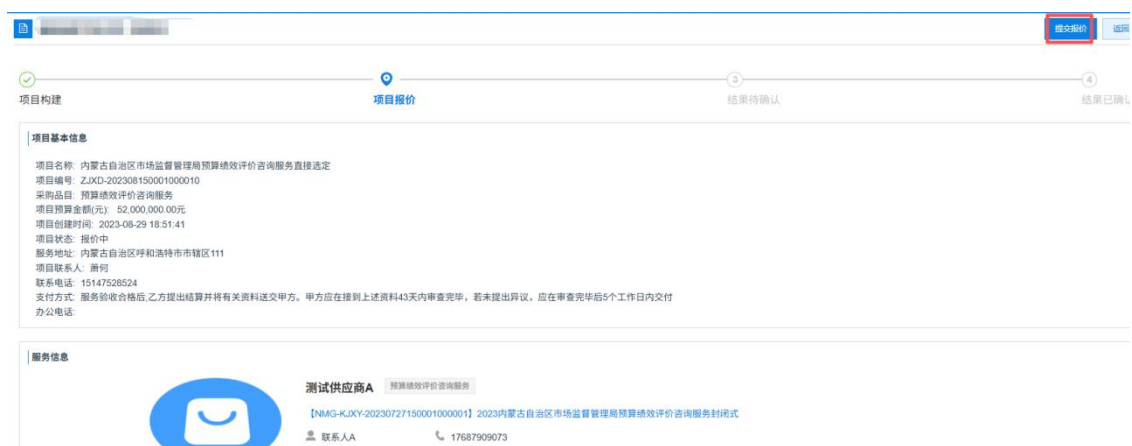 提交报价 返回
项目构建 项目报价 3 结果待确认 4 结果已确认
项目基本信息
项目名称: 内蒙古自治区市场监督管理局预算绩效评价咨询服务直接选定
项目编号: ZJXD-202308150001000010
采购品目: 预算绩效评价咨询服务
项目预算金额(元): 52,000,000.00元
项目创建时间: 2023-08-29 18:51:41
项目状态: 报价中
服务地址: 内蒙古自治区呼和浩特市市辖区111
项目联系人: 萧何
联系电话: 15147528524
支付方式: 服务验收合格后,乙方提出结算并将有关资料送交甲方。甲方应在接到上述资料43天内审查完毕，若未提出异议，应在审查完毕后5个工作日内交付
办公电话:
服务信息
测试供应商A 预算绩效评价咨询服务
【NMG-KJXY-20230727150001000001】2023内蒙古自治区市场监督管理局预算绩效评价咨询服务封闭式
联系人A 17687909073